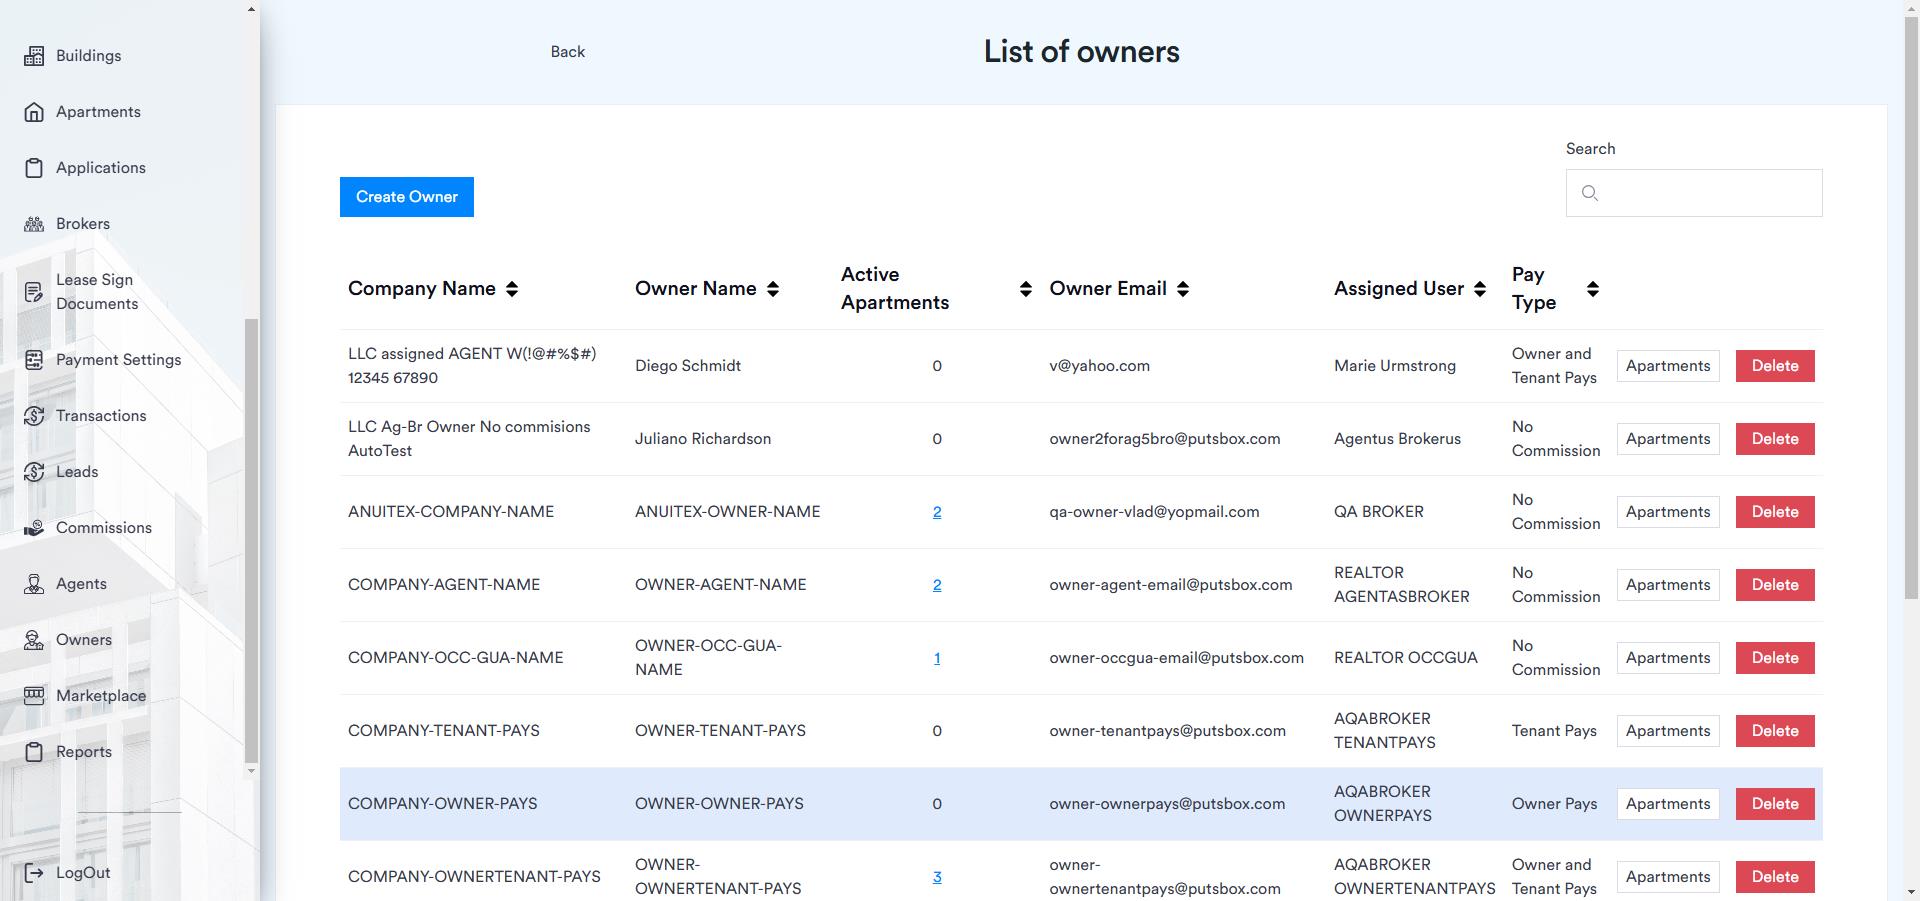 Buildings
Apartments
Applications
Brokers
Lease Sign
Documents
Payment Settings
Transactions
Leads
Commissions
Agents
Owners
Marketplace
Reports
LogOut
Back
List of owners
Search
Create Owner
Company Name
Owner Name
Active
Apartments
Owner Email
Assigned User
Pay
Type
LLC assigned AGENT W(!@#%$#)
12345 67890
Diego Schmidt
0
v@yahoo.com
Marie Urmstrong
Owner and
Tenant Pays
Apartments
Delete
LLC Ag-Br Owner No commisions
AutoTest
Juliano Richardson
0
owner2forag5bro@putsbox.com
Agentus Brokerus
No
Commission
Apartments
Delete
ANUITEX-COMPANY-NAME
ANUITEX-OWNER-NAME
2
qa-owner-vlad@yopmail.com
QA BROKER
No
Commission
Apartments
Delete
COMPANY-AGENT-NAME
OWNER-AGENT-NAME
2
owner-agent-email@putsbox.com
REALTOR
AGENTASBROKER
No
Commission
Apartments
Delete
COMPANY-OCC-GUA-NAME
OWNER-OCC-GUA-
NAME
1
owner-occgua-email@putsbox.com
REALTOR OCCGUA
No
Commission
Apartments
Delete
COMPANY-TENANT-PAYS
OWNER-TENANT-PAYS
0
owner-tenantpays@putsbox.com
AQABROKER
TENANTPAYS
Tenant Pays
Apartments
Delete
COMPANY-OWNER-PAYS
OWNER-OWNER-PAYS
0
owner-ownerpays@putsbox.com
AQABROKER
OWNERPAYS
Owner Pays
Apartments
Delete
COMPANY-OWNERTENANT-PAYS
OWNER-
OWNERTENANT-PAYS
3
owner-
ownertenantpays@putsbox.com
AQABROKER
OWNERTENANTPAYS
Owner and
Tenant Pays
Apartments
Delete